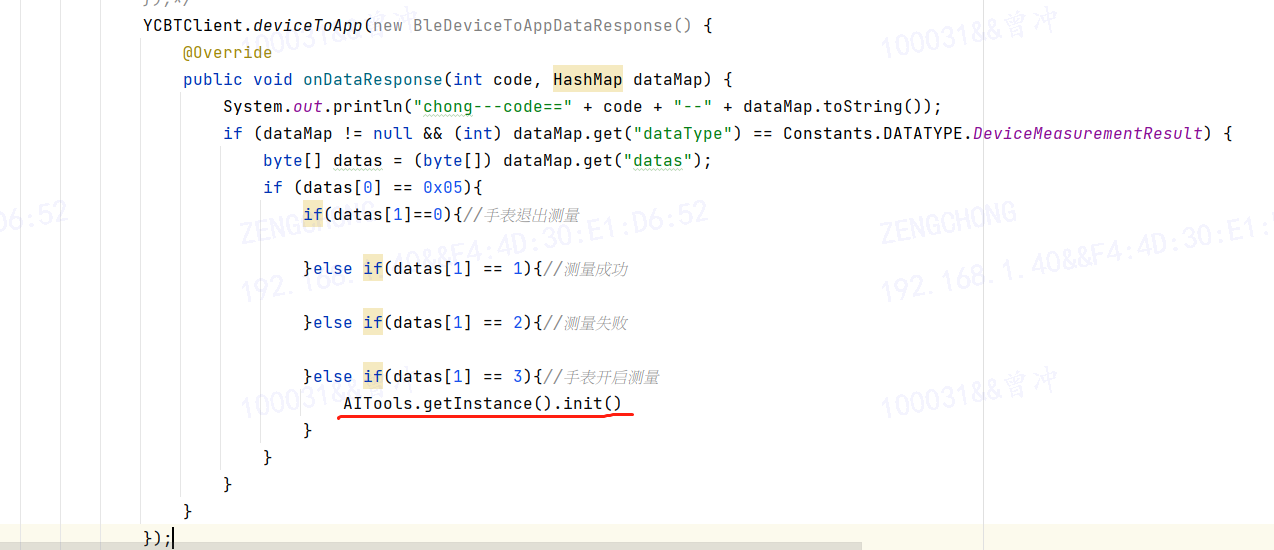 });*/
YCBTClient.deviceToApp(new BleDeviceToAppDataResponse() {
@Override
public void onDataResponse(int code, HashMap dataMap) {
System.out.println("chong---code==" + code + "--" + dataMap.toString());
if (dataMap != null && (int) dataMap.get("dataType") == Constants.DATATYPE.DeviceMeasurementResult) {
byte[] datas = (byte[]) dataMap.get("datas");
if (datas[0] == 0x05){
if(datas[1]==0){//手表退出测量
}else if(datas[1] == 1){//测量成功
}else if(datas[1] == 2){//测量失败
}else if(datas[1] == 3){//手表开启测量
AITools.getInstance().init()
}
}
}
}
});
100031&&曾冲
100031&&曾冲
D6:52
ZENGCHONG
192.168.1.40&&F4:4D:30:E1:D6:52
ZENGCHONG
192.168.1.40&&F4:4D:30:E1:
100031&&曾冲
100031&&曾冲